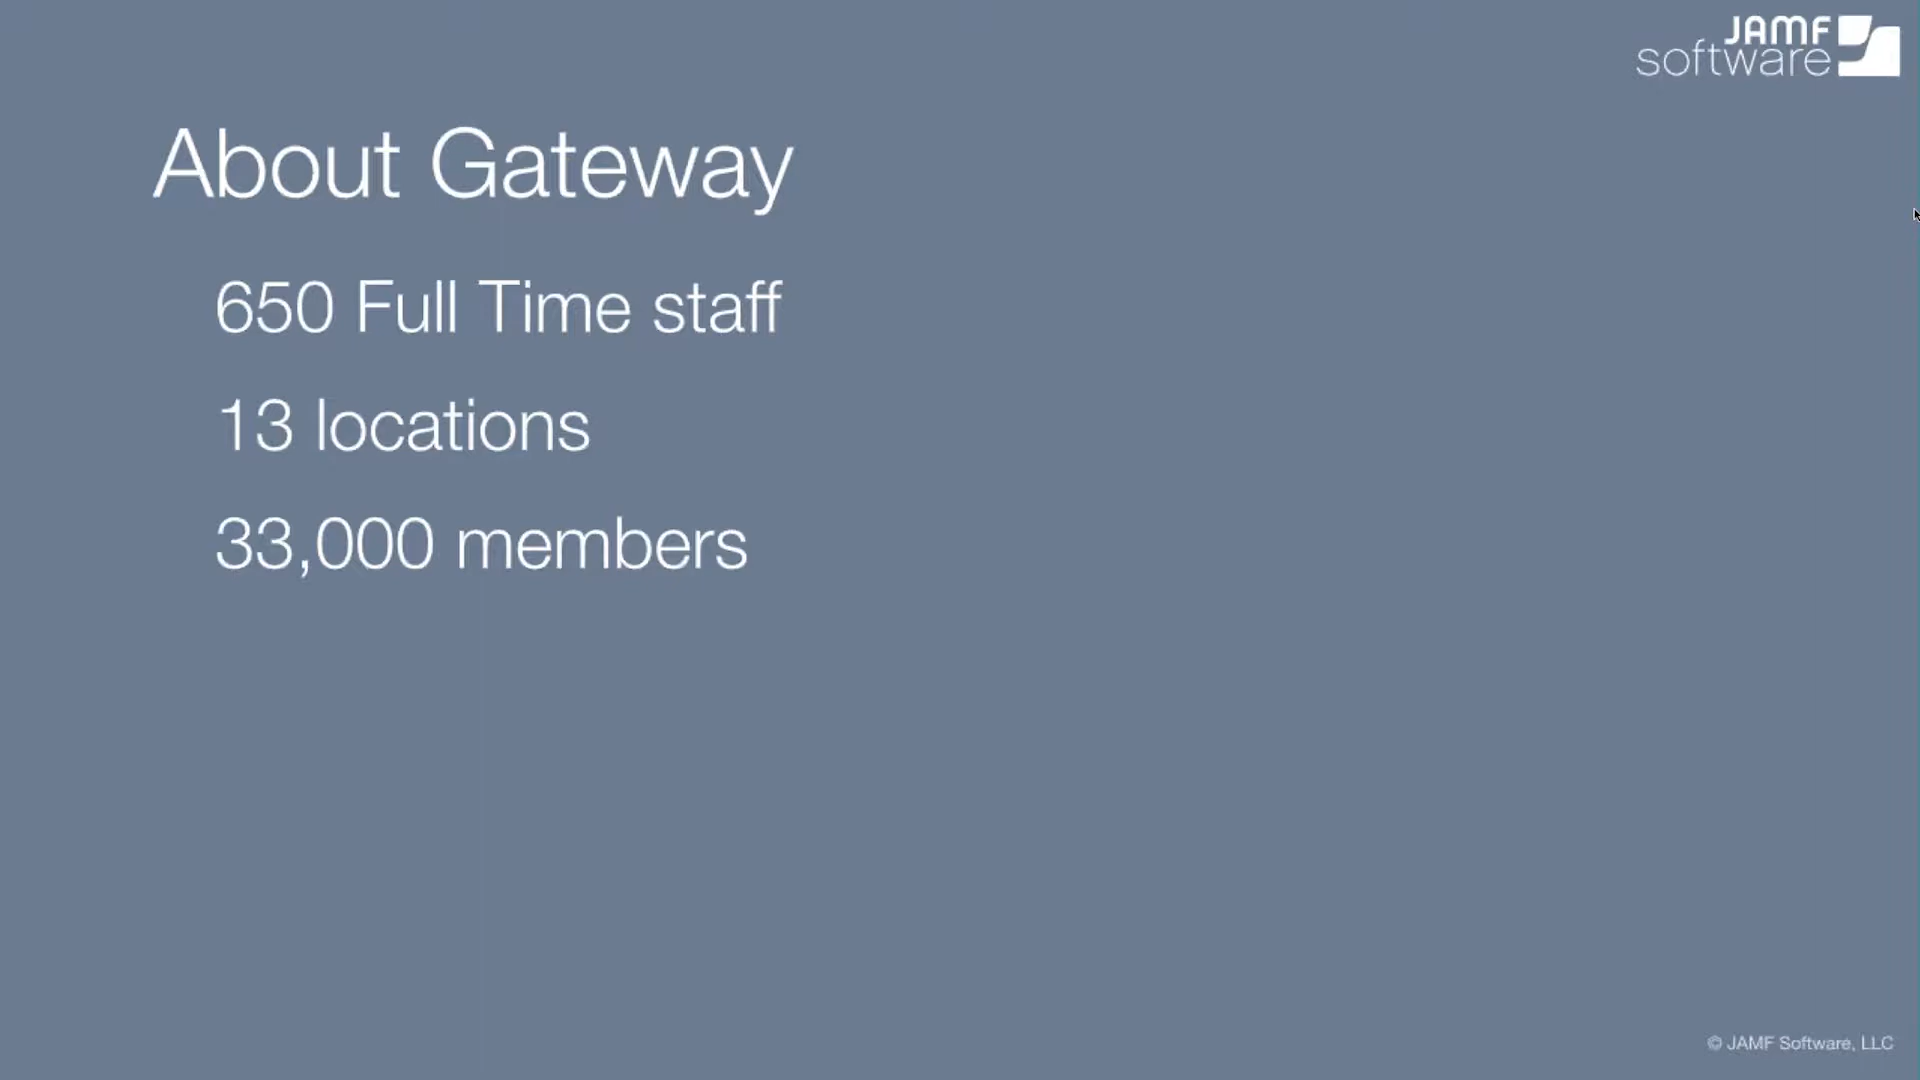 JAMF
software
About Gateway
650 Full Time staff
13 locations
33,000 members
© JAMF Software, LLC